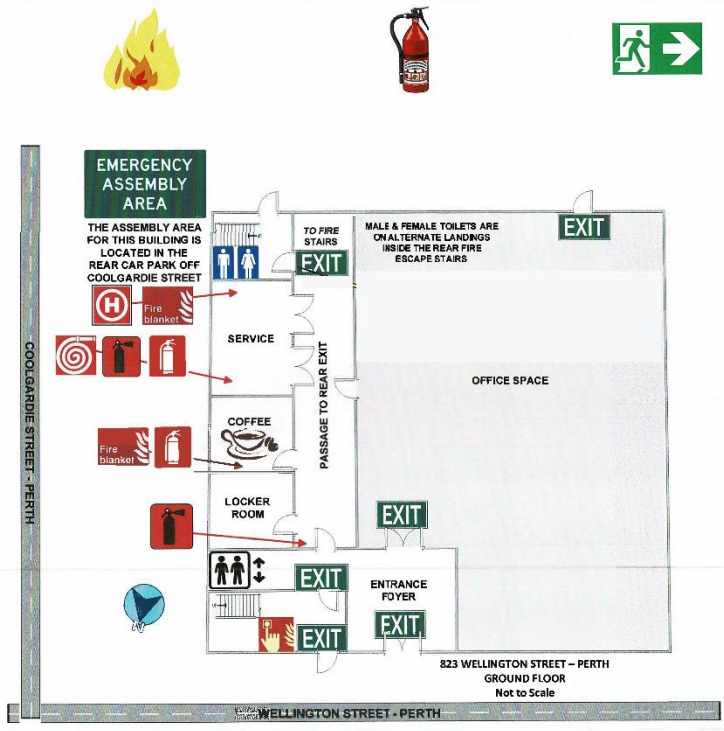 EMERGENCY
ASSEMBLY
AREA
THE ASSEMBLY AREA
FOR THIS BUILDING IS
LOCATED IN THE
REAR CAR PARK OFF
COOLGARDIE STREET
TO FIRE
STAIRS
EXIT
MALE & FEMALE TOILETS ARE
ON ALTERNATE LANDINGS
INSIDE THE REAR FIRE
ESCAPE STAIRS
EXIT
H
Fire
blanket
SERVICE
PASSAGE TO REAR EXIT
OFFICE SPACE
COOLGARDIE STREET - PERTH
COFFEE
Fire
blanket
LOCKER
ROOM
EXIT
EXIT
ENTRANCE
FOYER
EXIT
EXIT
N
823 WELLINGTON STREET – PERTH
GROUND FLOOR
Not to Scale
WELLINGTON STREET - PERTH